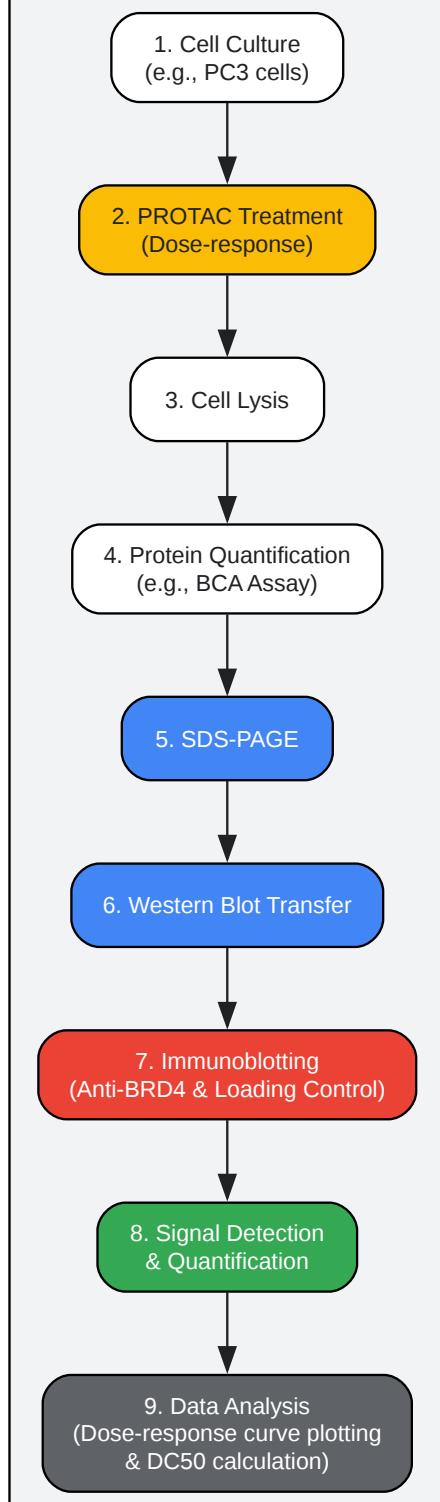 1. Cell Culture
(e.g., PC3 cells)
2. PROTAC Treatment
(Dose-response)
3. Cell Lysis
4. Protein Quantification
(e.g., BCA Assay)
5. SDS-PAGE
6. Western Blot Transfer
7. Immunoblotting
(Anti-BRD4 & Loading Control)
8. Signal Detection
& Quantification
9. Data Analysis
(Dose-response curve plotting
& DC50 calculation)